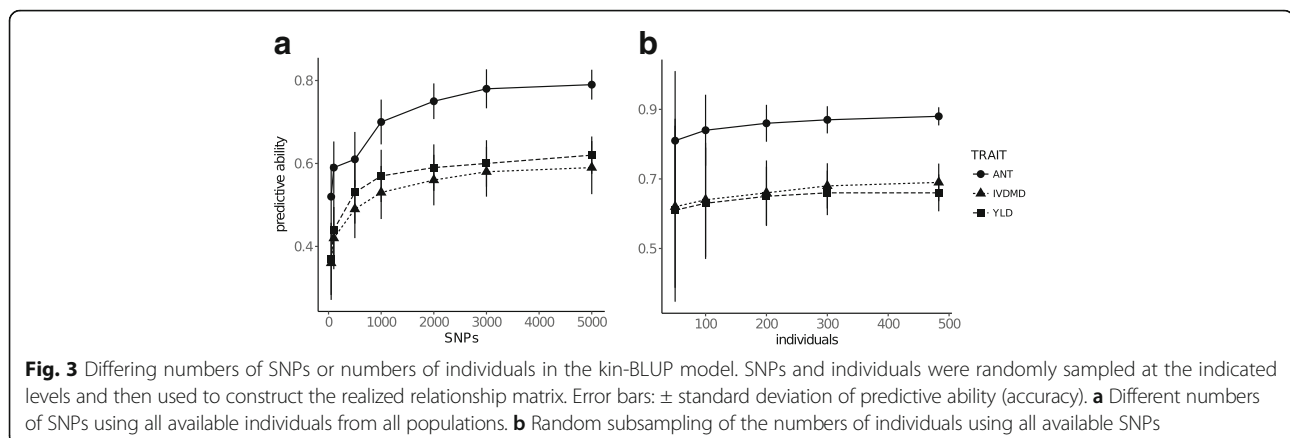 a
b
0.8
0.6
0.4
predictive ability
0
1000
2000
3000
4000
5000
SNPs
0.9
0.7
0.5
100
200
300
400
500
individuals
TRAIT
ANT
IVDMD
YLD
Fig. 3 Differing numbers of SNPs or numbers of individuals in the kin-BLUP model. SNPs and individuals were randomly sampled at the indicated
levels and then used to construct the realized relationship matrix. Error bars: ± standard deviation of predictive ability (accuracy). a Different numbers
of SNPs using all available individuals from all populations. b Random subsampling of the numbers of individuals using all available SNPs